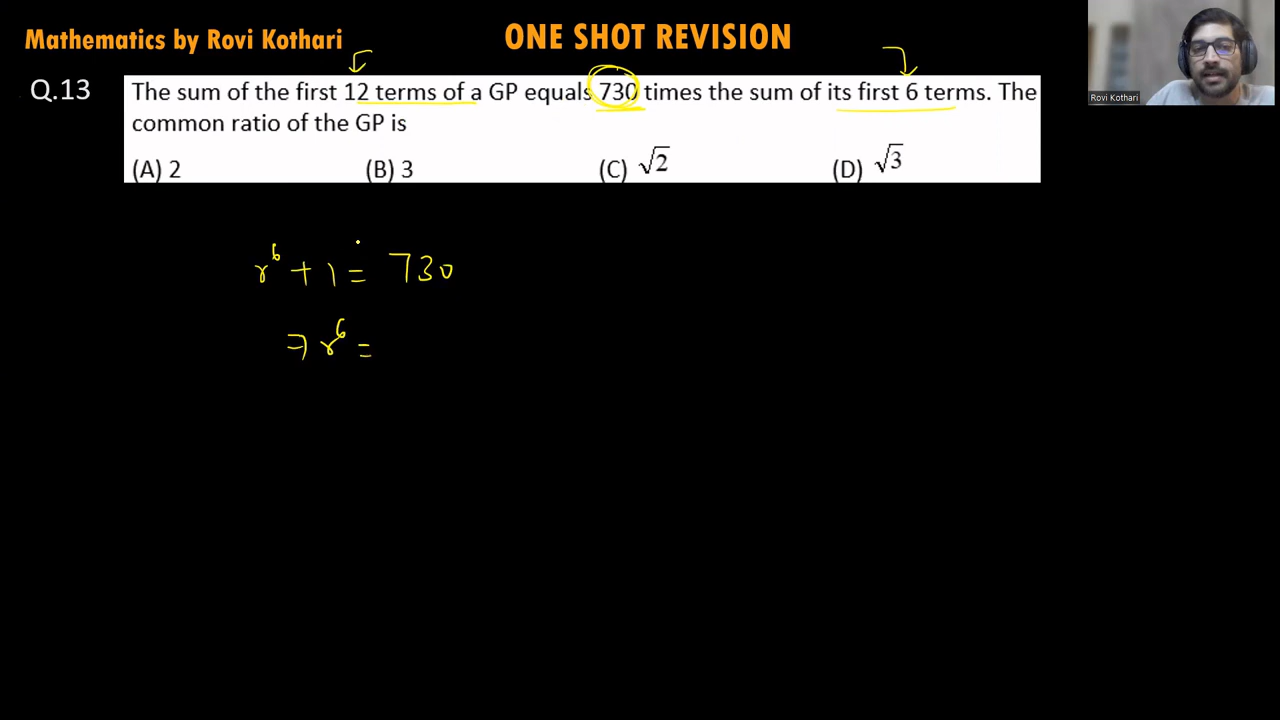 Mathematics by Rovi Kothari
ONE SHOT REVISION
Rovi Kothari
Q.13
The sum of the first 12 terms of a GP equals 730 times the sum of its first 6 terms. The
common ratio of the GP is
(A) 2 (B) 3 (C) √2 (D) √3
r⁶ + 1 = 730
⇒ r⁶ =